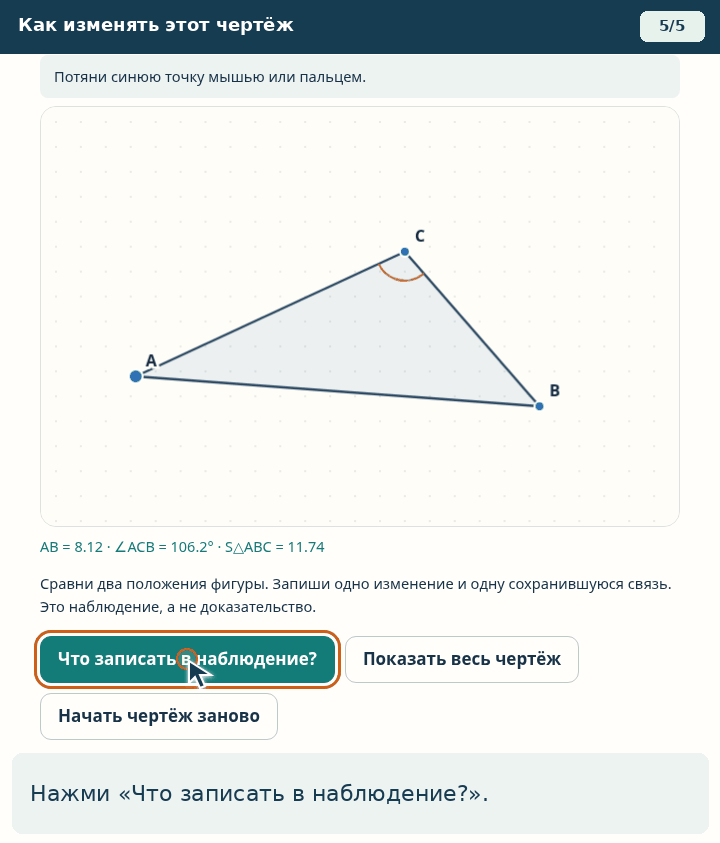 Как изменять этот чертёж
5/5
Потяни синюю точку мышью или пальцем.
C
A
B
AB = 8.12 · ∠ACB = 106.2° · S△ABC = 11.74
Сравни два положения фигуры. Запиши одно изменение и одну сохранившуюся связь.
Это наблюдение, а не доказательство.
Что записать в наблюдение?
Показать весь чертёж
Начать чертёж заново
Нажми «Что записать в наблюдение?».